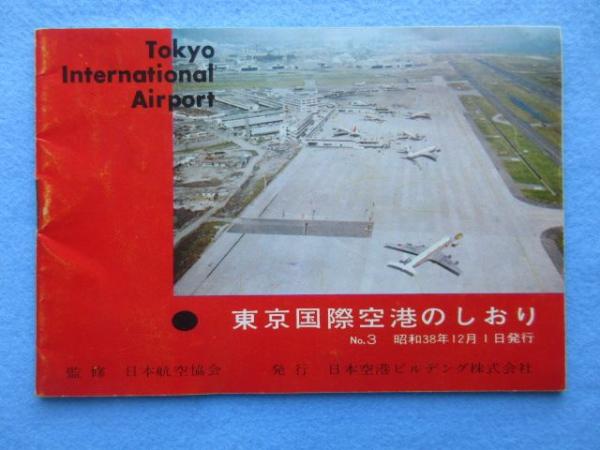 Tokyo
International
Airport
東京国際空港のしおり
No.3 昭和38年12月1日発行
監修 日本航空協会 発行 日本空港ビルデング株式会社